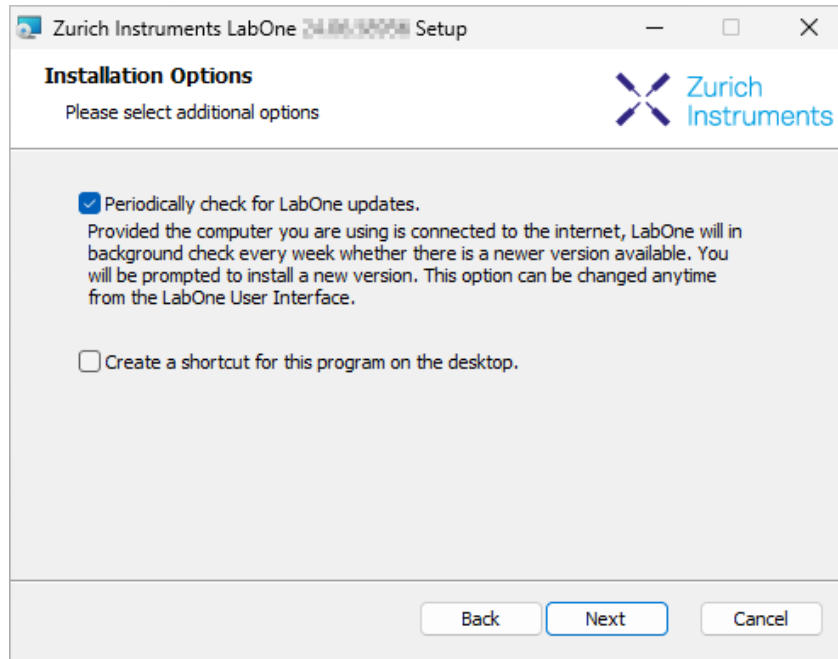 Zurich Instruments LabOne Setup
Installation Options
Please select additional options
Zurich
Instruments
Periodically check for LabOne updates.
Provided the computer you are using is connected to the internet, LabOne will in
background check every week whether there is a newer version available. You
will be prompted to install a new version. This option can be changed anytime
from the LabOne User Interface.
Create a shortcut for this program on the desktop.
Back Next Cancel